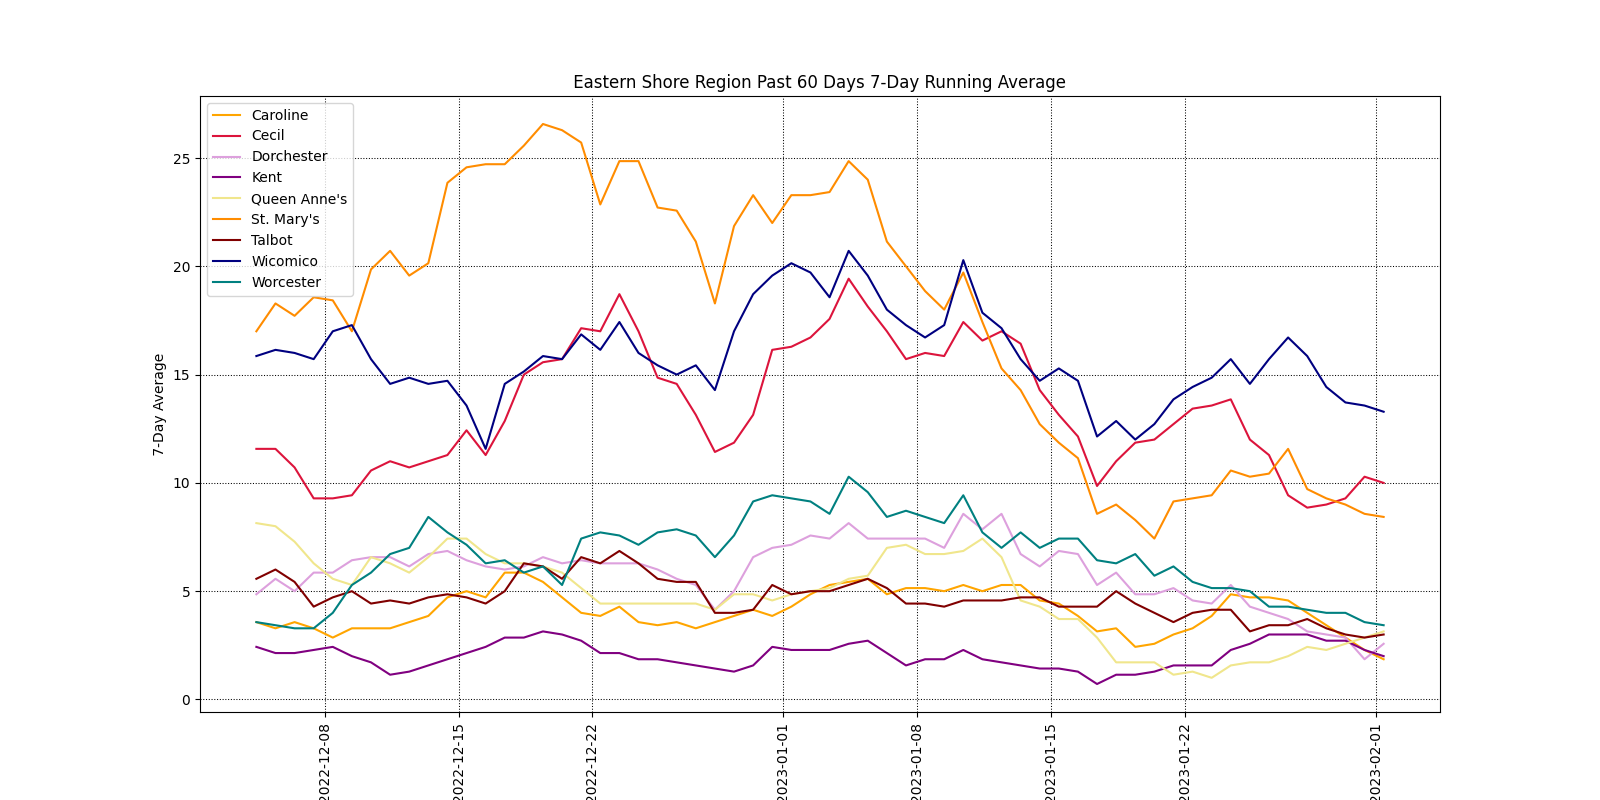 Eastern Shore Region Past 60 Days 7-Day Running Average
Caroline
Cecil
Dorchester
Kent
Queen Anne's
St. Mary's
Talbot
Wicomico
Worcester
7-Day Average
25
20
15
10
5
0
2022-12-08
2022-12-15
2022-12-22
2023-01-01
2023-01-08
2023-01-15
2023-01-22
2023-02-01